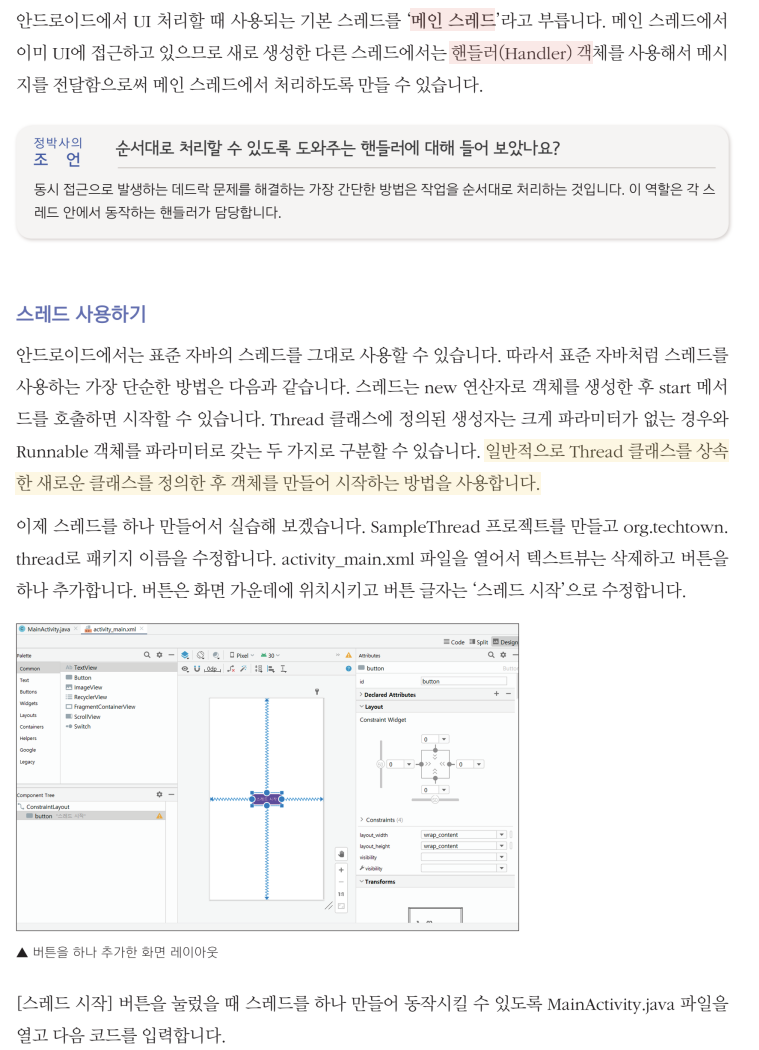 안드로이드에서 UI 처리할 때 사용되는 기본 스레드를 ‘메인 스레드’라고 부릅니다. 메인 스레드에서
이미 UI에 접근하고 있으므로 새로 생성한 다른 스레드에서는 핸들러(Handler) 객체를 사용해서 메시
지를 전달함으로써 메인 스레드에서 처리하도록 만들 수 있습니다.
정박사의
조 언
순서대로 처리할 수 있도록 도와주는 핸들러에 대해 들어 보았나요?
동시 접근으로 발생하는 데드락 문제를 해결하는 가장 간단한 방법은 작업을 순서대로 처리하는 것입니다. 이 역할은 각 스
레드 안에서 동작하는 핸들러가 담당합니다.
스레드 사용하기
안드로이드에서는 표준 자바의 스레드를 그대로 사용할 수 있습니다. 따라서 표준 자바처럼 스레드를
사용하는 가장 단순한 방법은 다음과 같습니다. 스레드는 new 연산자로 객체를 생성한 후 start 메서
드를 호출하면 시작할 수 있습니다. Thread 클래스에 정의된 생성자는 크게 파라미터가 없는 경우와
Runnable 객체를 파라미터로 갖는 두 가지로 구분할 수 있습니다. 일반적으로 Thread 클래스를 상속
한 새로운 클래스를 정의한 후 객체를 만들어 시작하는 방법을 사용합니다.
이제 스레드를 하나 만들어서 실습해 보겠습니다. SampleThread 프로젝트를 만들고 org.techtown.
thread로 패키지 이름을 수정합니다. activity_main.xml 파일을 열어서 텍스트뷰는 삭제하고 버튼을
하나 추가합니다. 버튼은 화면 가운데에 위치시키고 버튼 글자는 ‘스레드 시작’으로 수정합니다.
MainActivity.java activity_main.xml
Code Split Design
Palette
Common
Text
Buttons
Widgets
Layouts
Containers
Helpers
Google
Legacy
TextView
Button
ImageView
RecyclerView
FragmentContainerView
ScrollView
Switch
Component Tree
ConstraintLayout
button "스레드 시작"
Pixel 30
0dp
1:1
Attributes
button Button
id button
Declared Attributes
Layout
Constraint Widget
0
0 0
0
Constraints (4)
layout_width wrap_content
layout_height wrap_content
visibility
visibility
Transforms
▲ 버튼을 하나 추가한 화면 레이아웃
[스레드 시작] 버튼을 눌렀을 때 스레드를 하나 만들어 동작시킬 수 있도록 MainActivity.java 파일을
열고 다음 코드를 입력합니다.